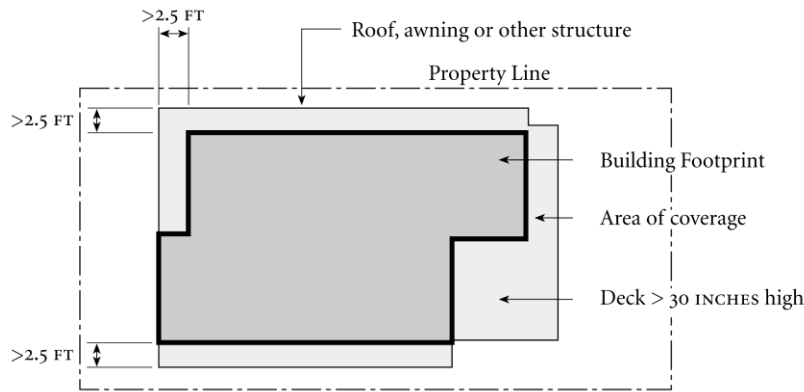 >2.5 FT
Roof, awning or other structure
Property Line
>2.5 FT
Building Footprint
Area of coverage
Deck > 30 INCHES high
>2.5 FT